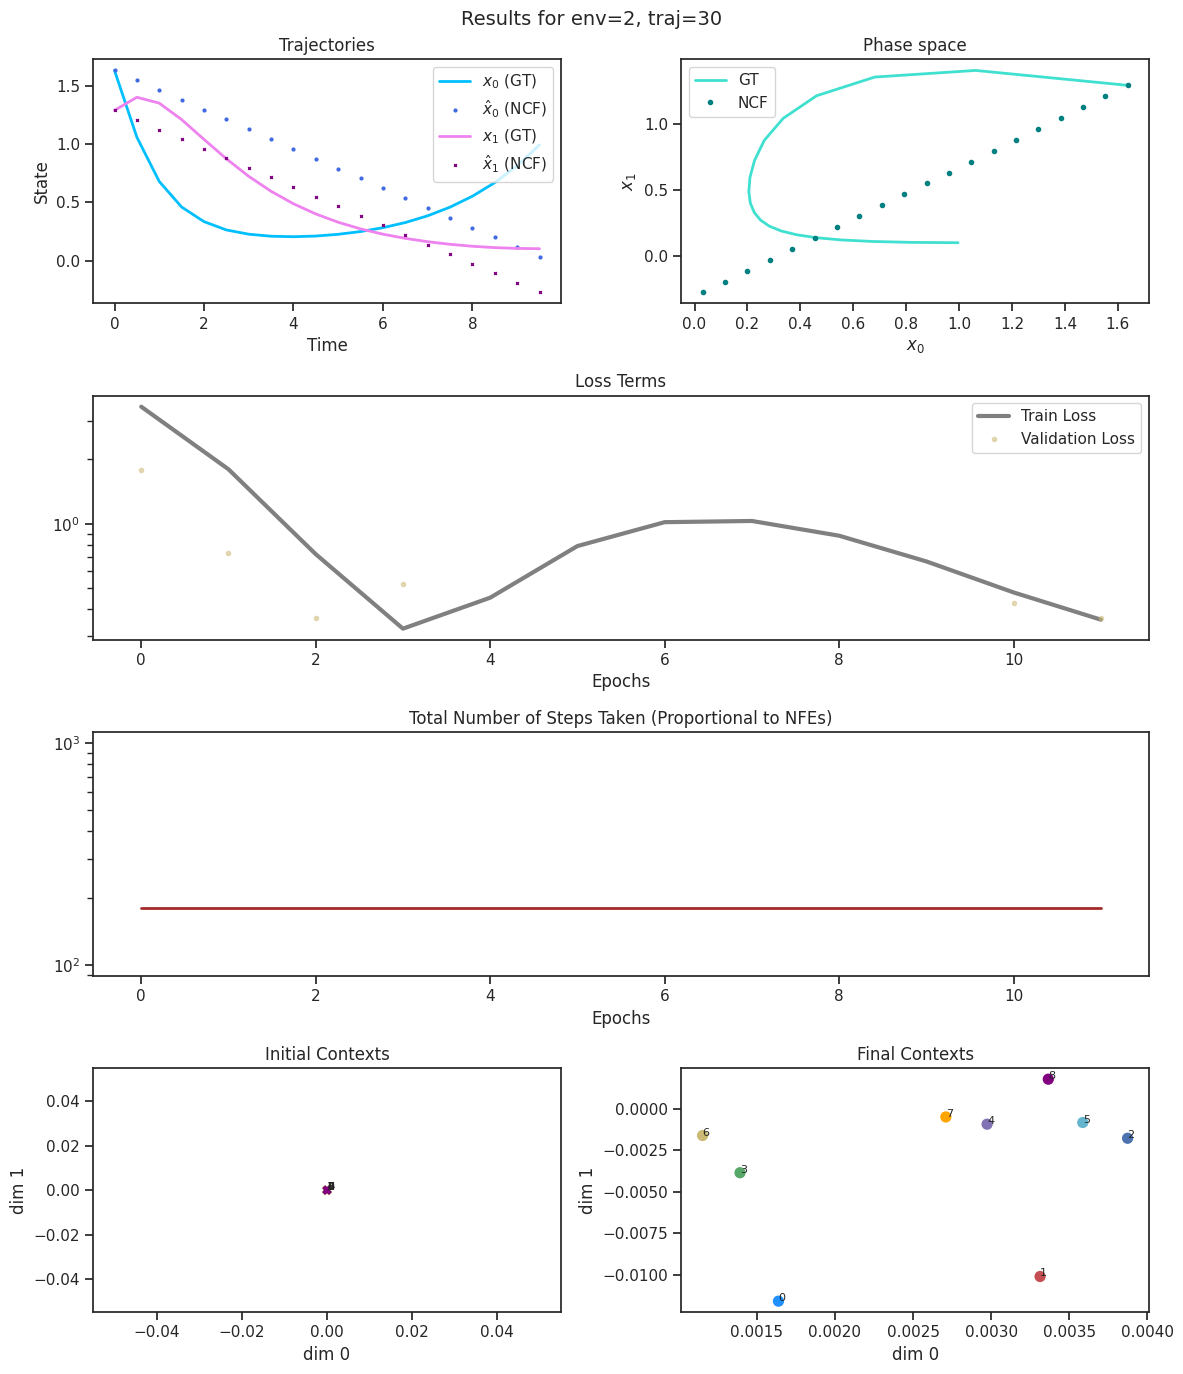 Results for env=2, traj=30
Trajectories
Phase space
State
1.5
1.0
0.5
0.0
x₀ (GT)
x̂₀ (NCF)
x₁ (GT)
x̂₁ (NCF)
0 2 4 6 8
Time
x₁
1.0
0.5
0.0
GT
NCF
0.0 0.2 0.4 0.6 0.8 1.0 1.2 1.4 1.6
x₀
Loss Terms
10⁰
Train Loss
Validation Loss
0 2 4 6 8 10
Epochs
Total Number of Steps Taken (Proportional to NFEs)
10³
10²
0 2 4 6 8 10
Epochs
Initial Contexts
dim 1
0.04
0.02
0.00
−0.02
−0.04
−0.04 −0.02 0.00 0.02 0.04
dim 0
Final Contexts
dim 1
0.0000
−0.0025
−0.0050
−0.0075
−0.0100
8
7
4
5
2
6
3
1
0
0.0015 0.0020 0.0025 0.0030 0.0035 0.0040
dim 0